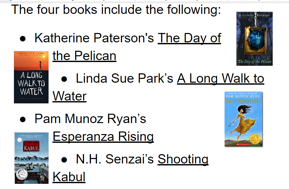 The four books include the following:
● Katherine Paterson's The Day of
the Pelican
● Linda Sue Park's A Long Walk to
Water
● Pam Munoz Ryan's
Esperanza Rising
● N.H. Senzai's Shooting
Kabul
A LONG
WALK TO
WATER
KABUL